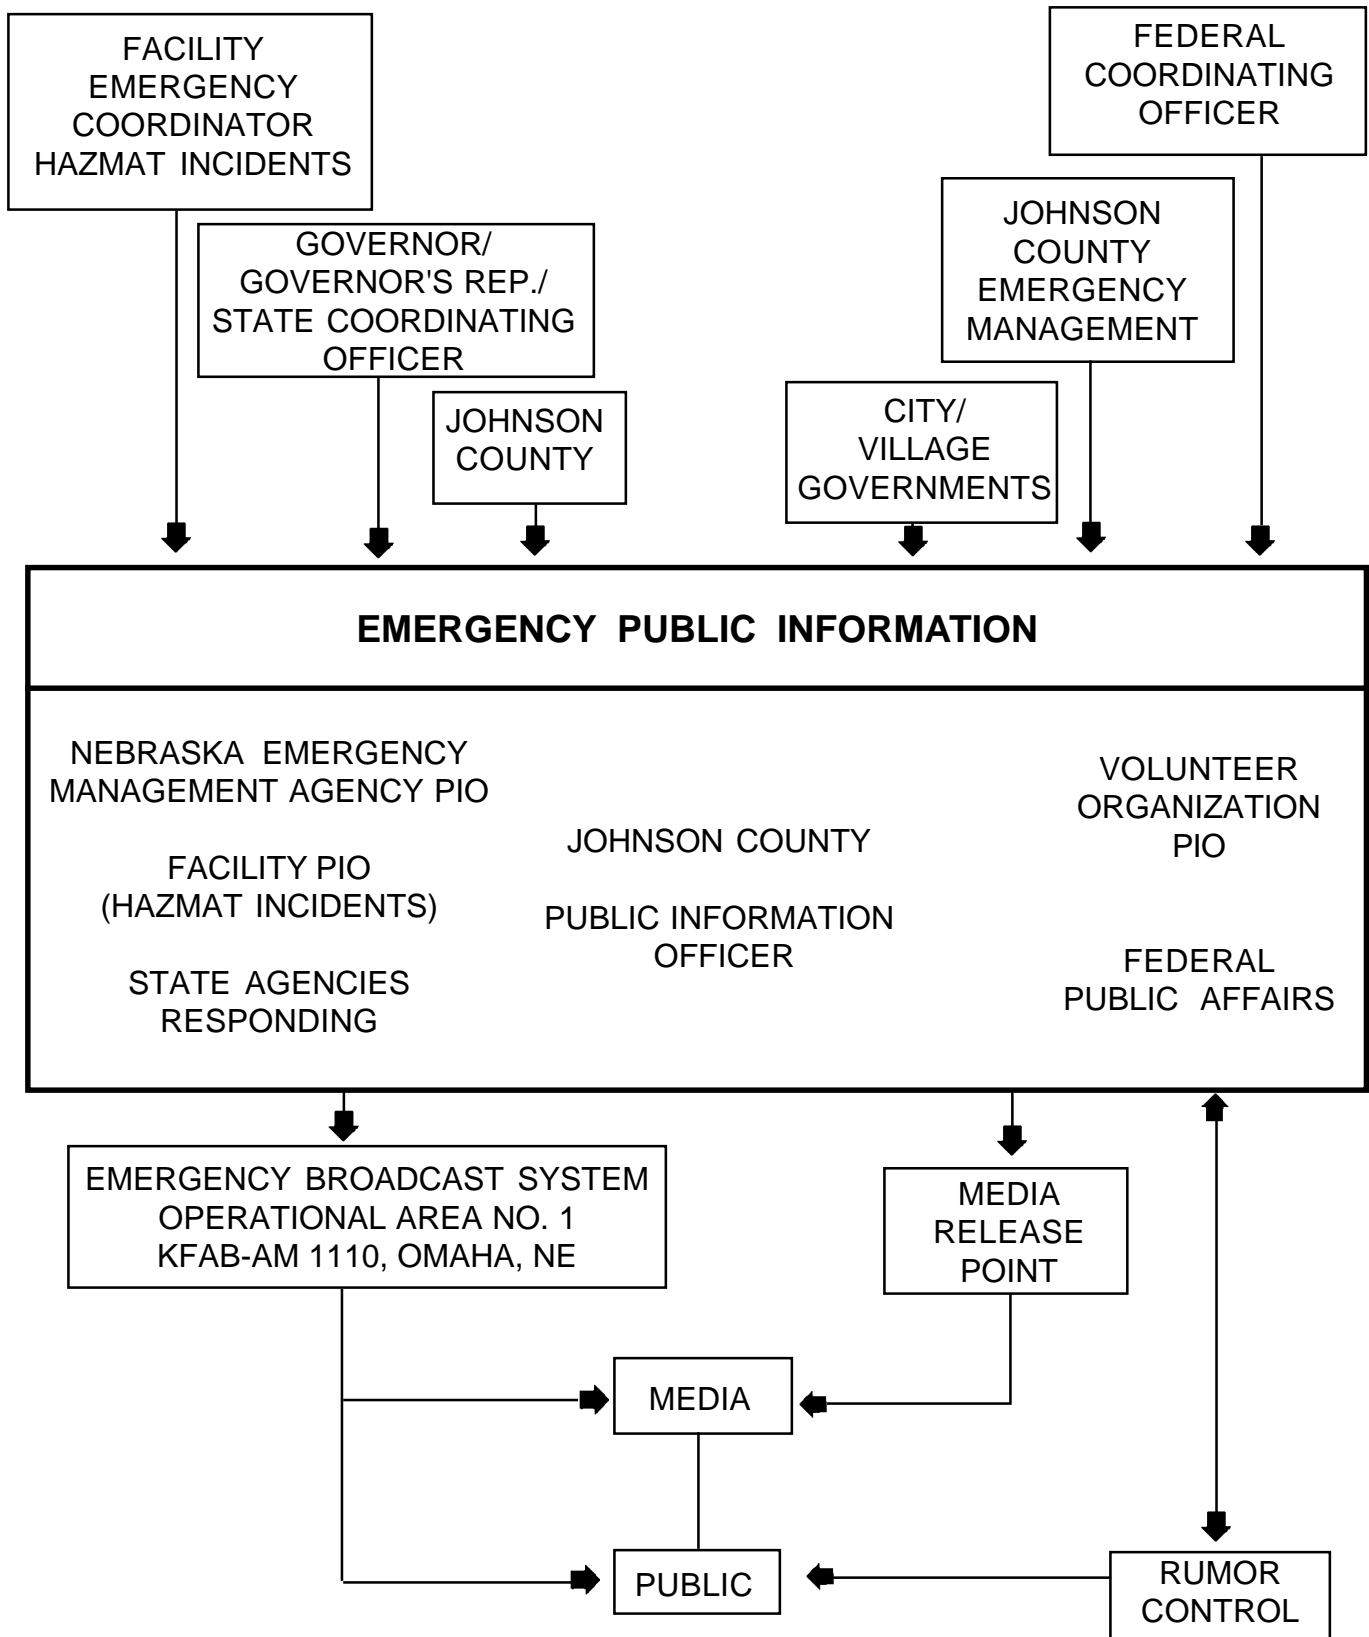 FACILITY
EMERGENCY
COORDINATOR
HAZMAT INCIDENTS
FEDERAL
COORDINATING
OFFICER
GOVERNOR/
GOVERNOR'S REP./
STATE COORDINATING
OFFICER
JOHNSON
COUNTY
EMERGENCY
MANAGEMENT
JOHNSON
COUNTY
CITY/
VILLAGE
GOVERNMENTS
EMERGENCY PUBLIC INFORMATION
NEBRASKA EMERGENCY
MANAGEMENT AGENCY PIO
FACILITY PIO
(HAZMAT INCIDENTS)
STATE AGENCIES
RESPONDING
JOHNSON COUNTY
PUBLIC INFORMATION
OFFICER
VOLUNTEER
ORGANIZATION
PIO
FEDERAL
PUBLIC AFFAIRS
EMERGENCY BROADCAST SYSTEM
OPERATIONAL AREA NO. 1
KFAB-AM 1110, OMAHA, NE
MEDIA
RELEASE
POINT
MEDIA
PUBLIC
RUMOR
CONTROL